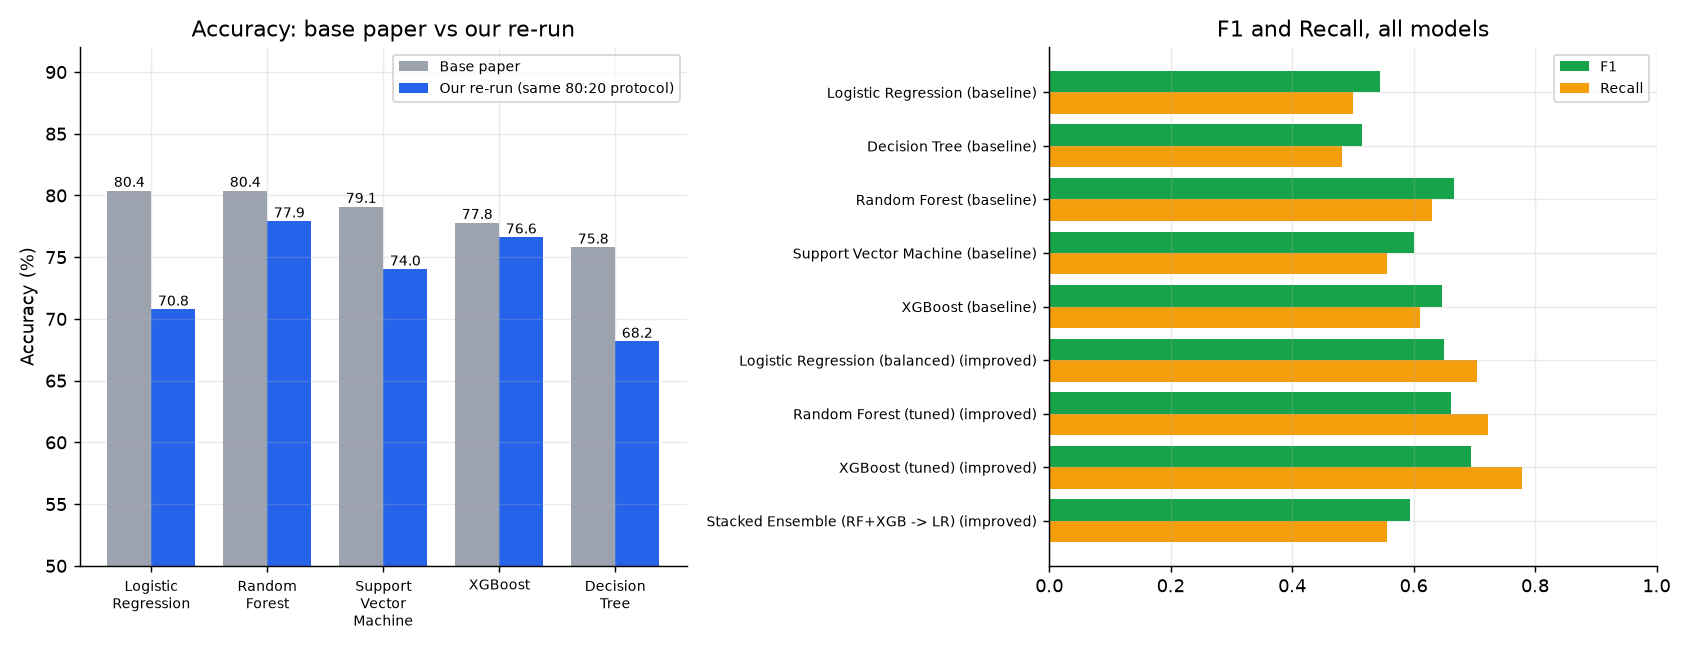 Accuracy: base paper vs our re-run
Base paper
Our re-run (same 80:20 protocol)
Accuracy (%)
90
85
80
75
70
65
60
55
50
80.4
70.8
80.4
77.9
79.1
74.0
77.8
76.6
75.8
68.2
Logistic
Regression
Random
Forest
Support
Vector
Machine
XGBoost
Decision
Tree
F1 and Recall, all models
F1
Recall
Logistic Regression (baseline)
Decision Tree (baseline)
Random Forest (baseline)
Support Vector Machine (baseline)
XGBoost (baseline)
Logistic Regression (balanced) (improved)
Random Forest (tuned) (improved)
XGBoost (tuned) (improved)
Stacked Ensemble (RF+XGB -> LR) (improved)
0.0
0.2
0.4
0.6
0.8
1.0